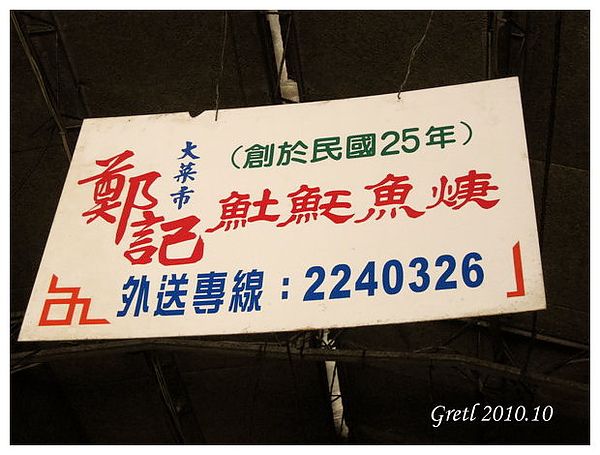 大菜市
(創於民國25年)
鄭記
𩵚魠魚焿
外送專線:2240326
Gretl 2010.10